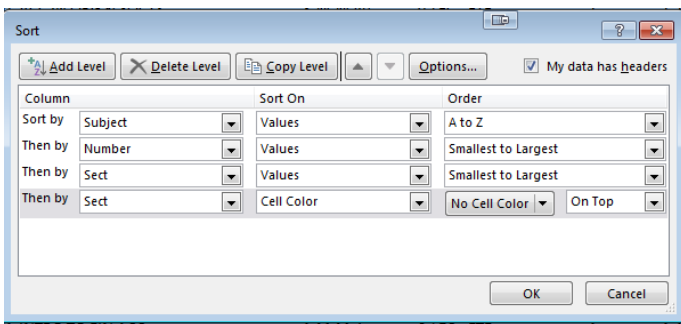 Sort
Add Level Delete Level Copy Level Options... My data has headers
Column Sort On Order
Sort by Subject Values A to Z
Then by Number Values Smallest to Largest
Then by Sect Values Smallest to Largest
Then by Sect Cell Color No Cell Color On Top
OK Cancel